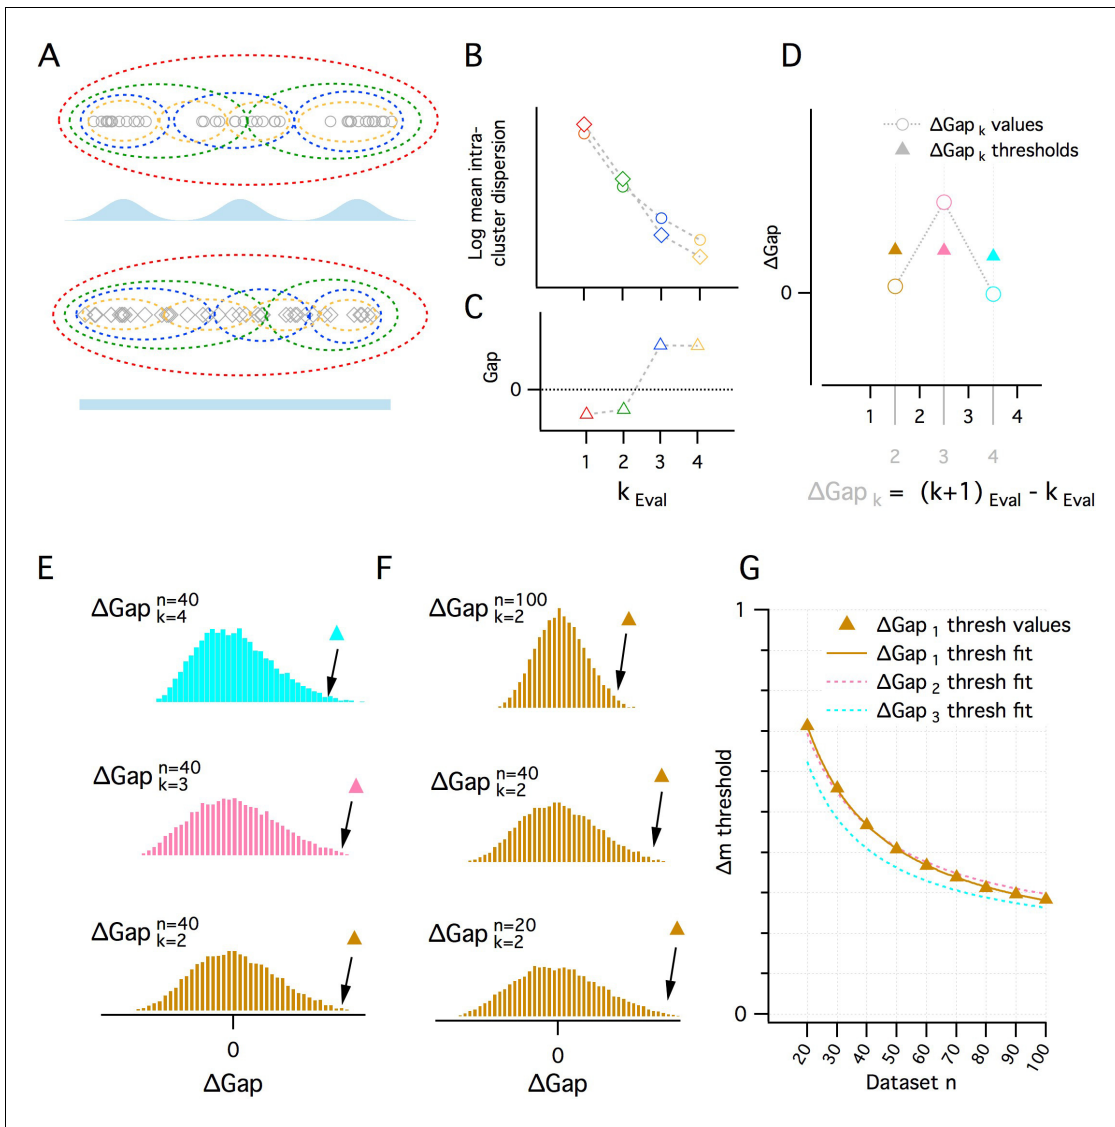 A
B
Log mean intra-
cluster dispersion
C
Gap
0
1 2 3 4
k Eval
D
ΔGap k values
ΔGap k thresholds
ΔGap
0
1 2 3 4
2 3 4
ΔGap k = (k+1) Eval - k Eval
E
ΔGap n=40 k=4
ΔGap n=40 k=3
ΔGap n=40 k=2
0
ΔGap
F
ΔGap n=100 k=2
ΔGap n=40 k=2
ΔGap n=20 k=2
0
ΔGap
G
1
ΔGap 1 thresh values
ΔGap 1 thresh fit
ΔGap 2 thresh fit
ΔGap 3 thresh fit
Δm threshold
0
20 30 40 50 60 70 80 90 100
Dataset n